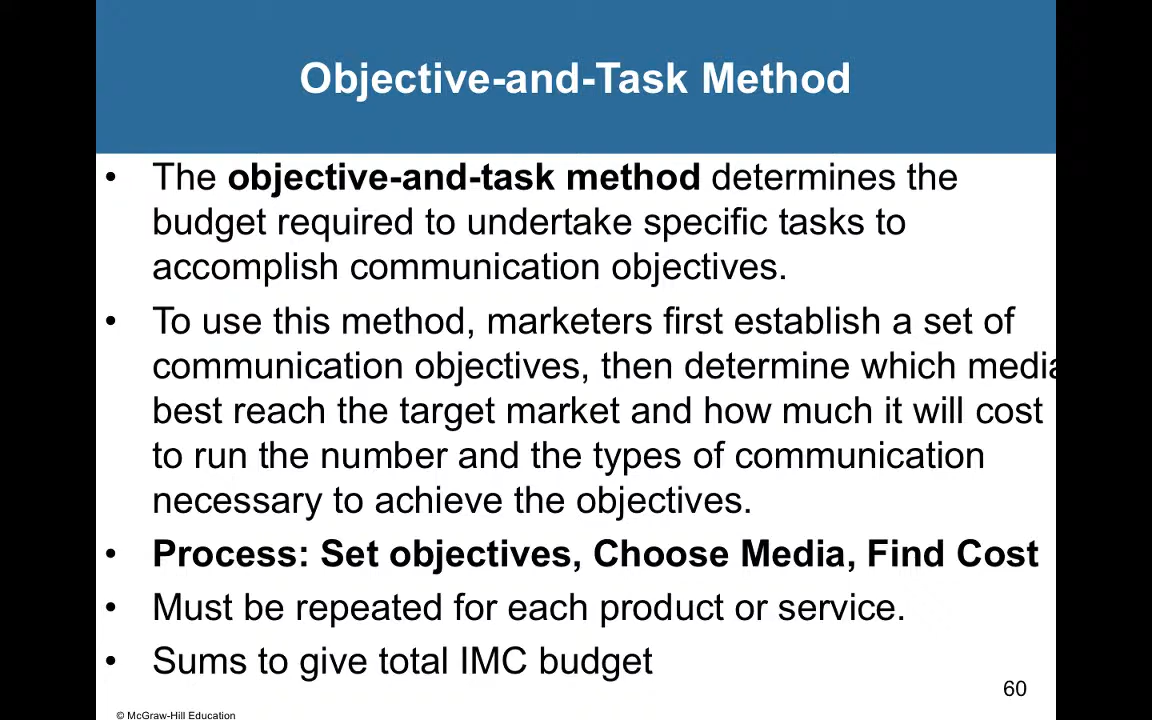 Objective-and-Task Method
• The objective-and-task method determines the
budget required to undertake specific tasks to
accomplish communication objectives.
• To use this method, marketers first establish a set of
communication objectives, then determine which media
best reach the target market and how much it will cost
to run the number and the types of communication
necessary to achieve the objectives.
• Process: Set objectives, Choose Media, Find Cost
• Must be repeated for each product or service.
• Sums to give total IMC budget
60
© McGraw-Hill Education